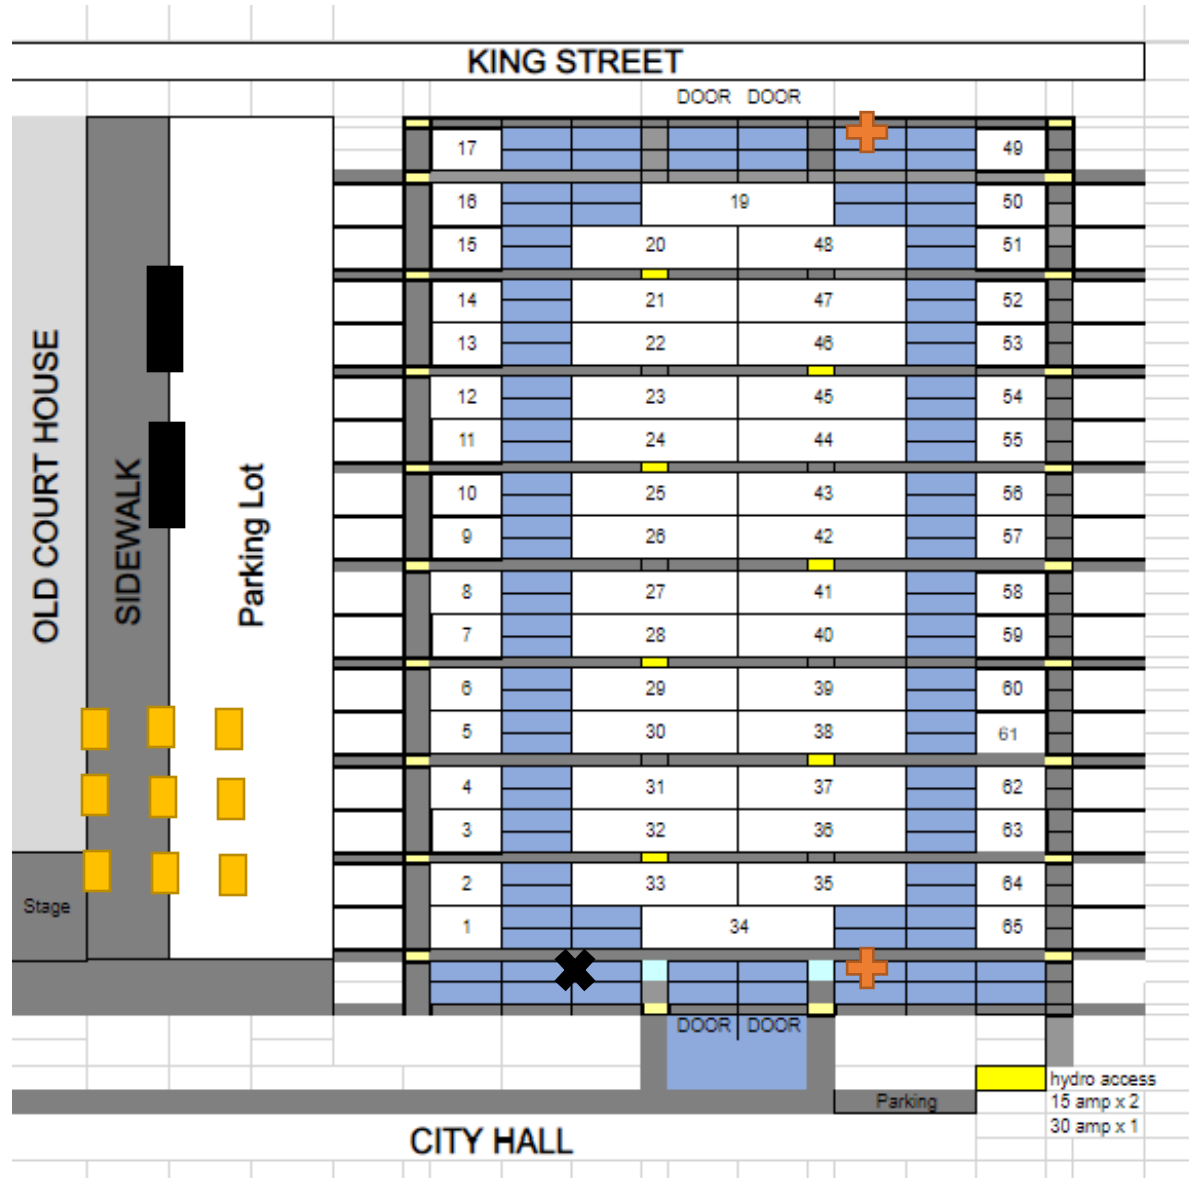 KING STREET
DOOR DOOR
17 49
16 19 50
15 20 48 51
14 21 47 52
13 22 46 53
12 23 45 54
11 24 44 55
10 25 43 56
9 26 42 57
8 27 41 58
7 28 40 59
6 29 39 60
5 30 38 61
4 31 37 62
3 32 36 63
2 33 35 64
1 34 65
OLD COURT HOUSE
SIDEWALK
Parking Lot
Stage
DOOR DOOR
hydro access
Parking
15 amp x 2
30 amp x 1
CITY HALL